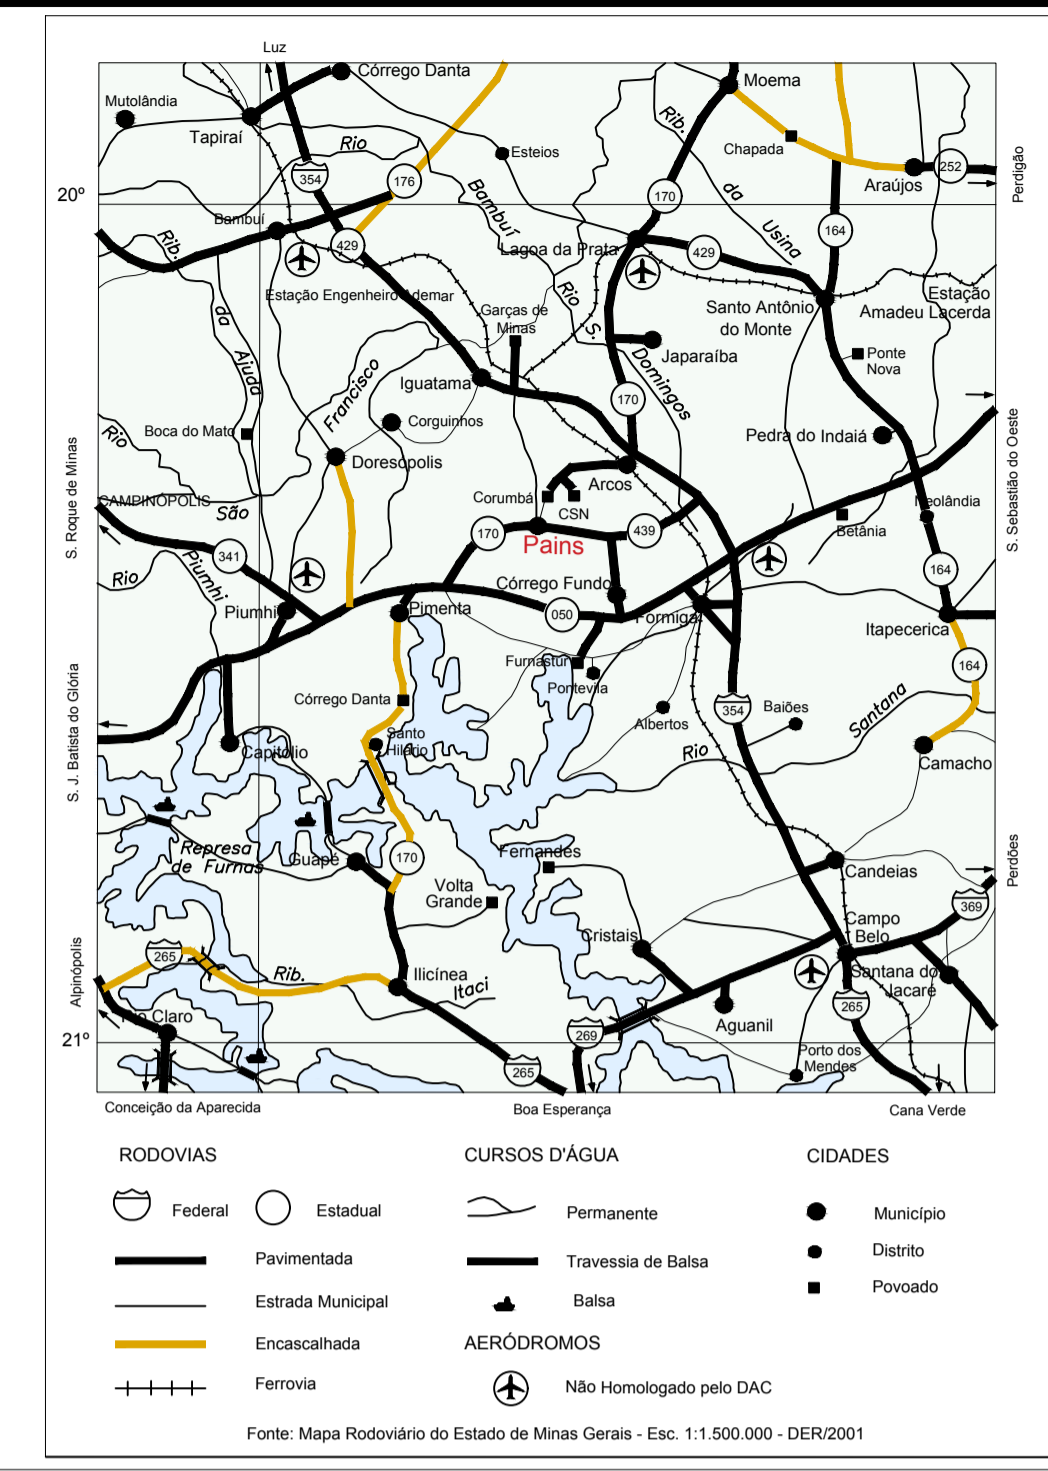 Luz
Córrego Danta
Moema
Mutolândia
Tapiraí
Rio
Esteios
Rib.
Chapada
354
176
Araújos
252
Perdigão
20º
170
da
Bambuí
Bambuí
Usina
164
Rib.
429
Lagoa da Prata
429
Estação Engenheiro Ademar
Rio
Estação
Amadeu Lacerda
Santo Antônio
do Monte
da
Garças de
Minas
S.
Domingos
Japaraíba
Ponte
Nova
Ajuda
Iguatama
Francisco
170
Corguinhos
Rio
Boca do Mato
Pedra do Indaiá
Doresópolis
S. Roque de Minas
S. Sebastião do Oeste
Arcos
CAMPINÓPOLIS
São
Corumbá
CSN
Neolândia
Betânia
170
439
Pains
341
Piumhi
Rio
164
Córrego Fundo
Piumhi
Pimenta
050
Formiga
Itapecerica
Furnastur
Pontevila
164
S. J. Batista do Glória
Córrego Danta
Albertos
354
Baiões
Santana
Santo
Hilário
Rio
Capitólio
Camacho
Represa
de Furnas
Guapé
170
Fernandes
Candeias
Perdões
Volta
Grande
369
Campo
Belo
Cristais
Alpinópolis
265
Rib.
Ilicínea
Itaci
Santana do
Jacaré
265
Aguanil
Rio Claro
269
21º
265
Porto dos
Mendes
Conceição da Aparecida
Boa Esperança
Cana Verde
RODOVIAS
CURSOS D'ÁGUA
CIDADES
Federal
Estadual
Permanente
Município
Pavimentada
Travessia de Balsa
Distrito
Estrada Municipal
Balsa
Povoado
Encascalhada
AERÓDROMOS
Ferrovia
Não Homologado pelo DAC
Fonte: Mapa Rodoviário do Estado de Minas Gerais - Esc. 1:1.500.000 - DER/2001